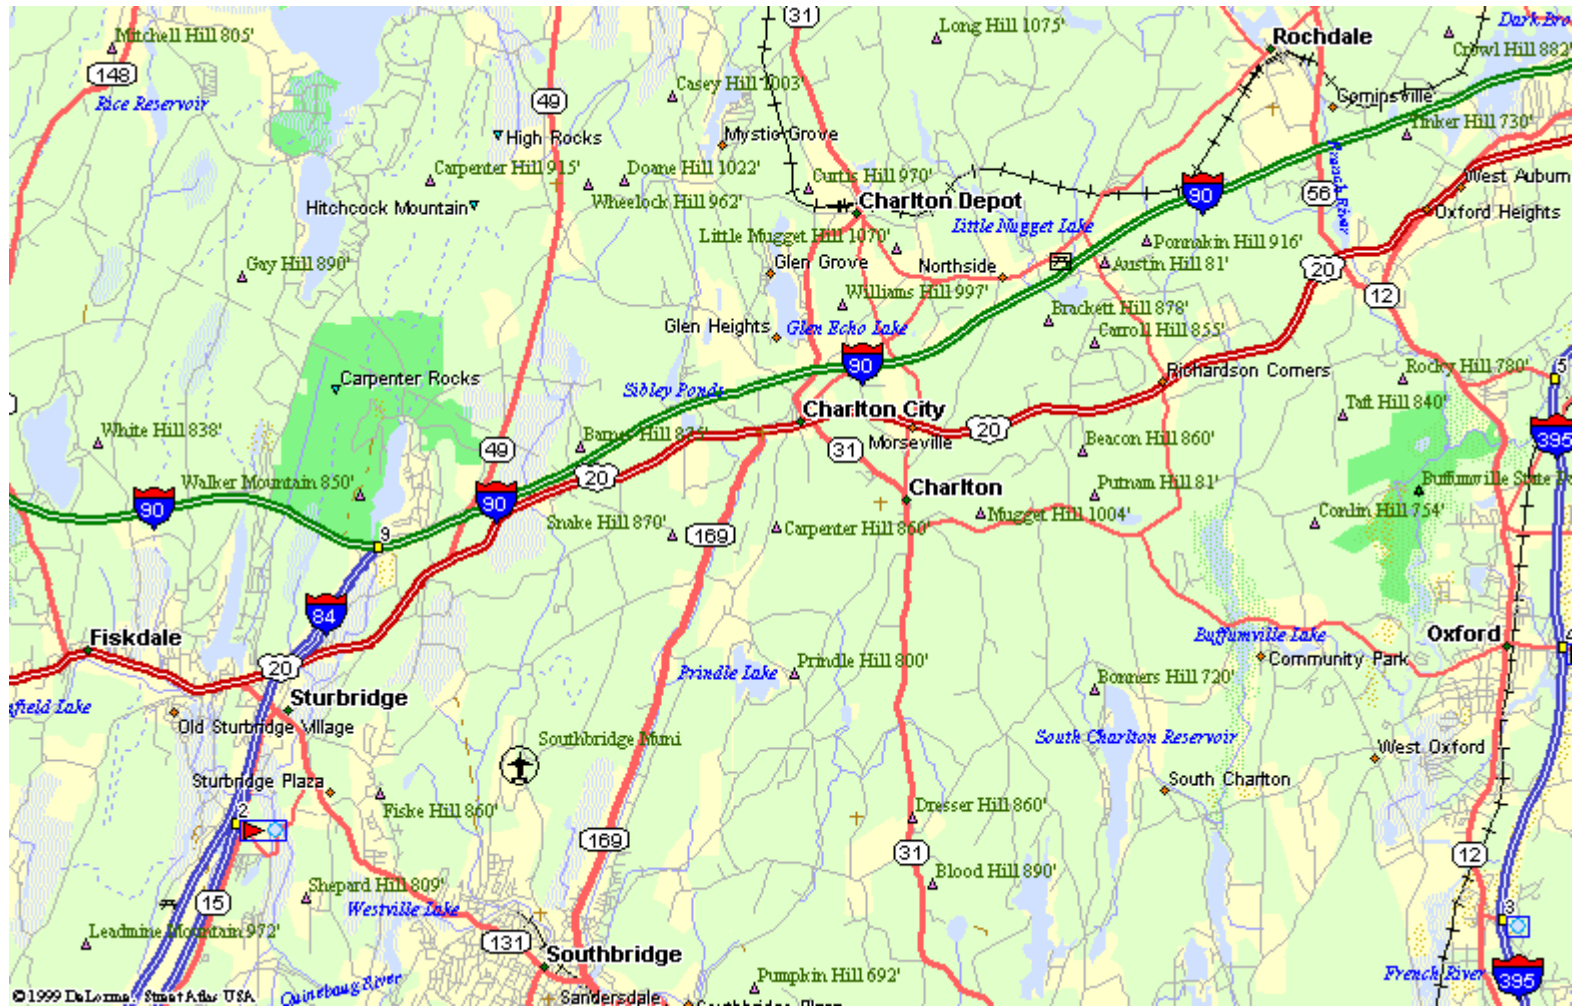 31
Long Hill 1075'
Rochdale
Mitchell Hill 805'
Crowl Hill 882'
148
Casey Hill 1003'
49
Rice Reservoir
Comipsville
High Rocks
Mystic Grove
Tinker Hill 730'
Carpenter Hill 915'
Doane Hill 1022'
Curtis Hill 970'
90
56
West Auburn
Wheelock Hill 962'
Hitchcock Mountain
Charlton Depot
Oxford Heights
Little Nugget Lake
Little Mugget Hill 1070'
Ponnakin Hill 916'
Gay Hill 890'
Glen Grove
Northside
Austin Hill 81'
20
12
Williams Hill 997'
Brackett Hill 878'
Glen Heights
Glen Echo Lake
Carroll Hill 855'
90
Richardson Corners
Rocky Hill 780'
5
Carpenter Rocks
Sibley Ponds
Charlton City
Taft Hill 840'
White Hill 838'
Morseville
20
Beacon Hill 860'
395
49
31
20
Walker Mountain 850'
90
90
Charlton
Putnam Hill 81'
Mugget Hill 1004'
Conlin Hill 754'
Snake Hill 870'
169
Carpenter Hill 860'
9
84
Fiskdale
Buffumville Lake
Oxford
4
20
Prindle Lake
Prindle Hill 800'
Community Park
Sturbridge
Bonners Hill 720'
Old Sturbridge Village
Southbridge Muni
South Charlton Reservoir
West Oxford
Sturbridge Plaza
South Charlton
Fiske Hill 860'
Dresser Hill 860'
2
169
31
12
Shepard Hill 809'
Blood Hill 890'
15
Westville Lake
3
Leadmine Mountain 972'
131
Southbridge
Pumpkin Hill 692'
French River
395
Quinebaug River
Sandersdale
©1999 DeLorme. Street Atlas USA